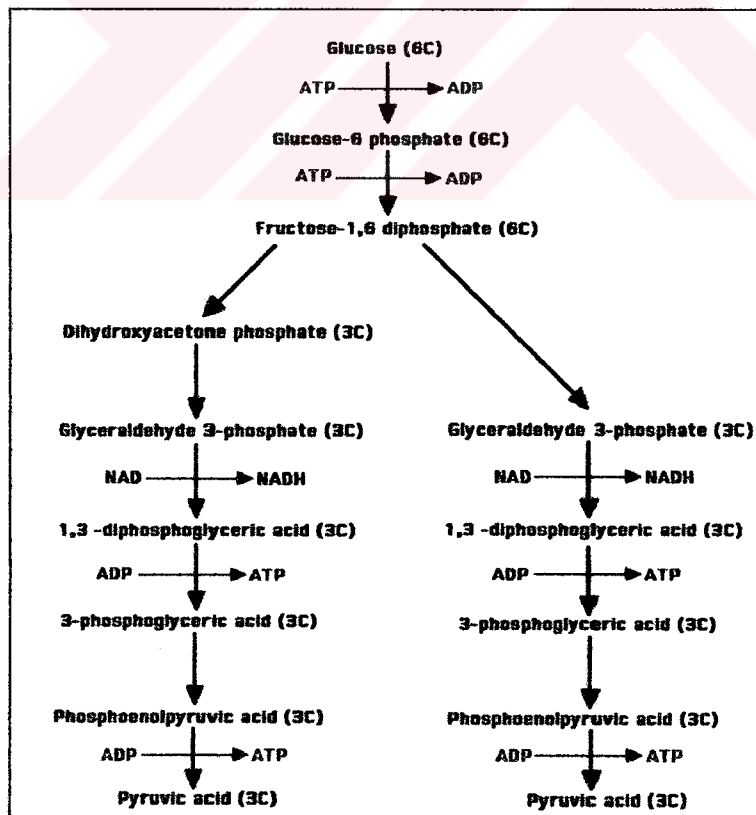 Glucose (6C)
ATP ADP
Glucose-6 phosphate (6C)
ATP ADP
Fructose-1,6 diphosphate (6C)
Dihydroxyacetone phosphate (3C)
Glyceraldehyde 3-phosphate (3C) Glyceraldehyde 3-phosphate (3C)
NAD NADH NAD NADH
1,3 -diphosphoglyceric acid (3C) 1,3 -diphosphoglyceric acid (3C)
ADP ATP ADP ATP
3-phosphoglyceric acid (3C) 3-phosphoglyceric acid (3C)
Phosphoenolpyruvic acid (3C) Phosphoenolpyruvic acid (3C)
ADP ATP ADP ATP
Pyruvic acid (3C) Pyruvic acid (3C)